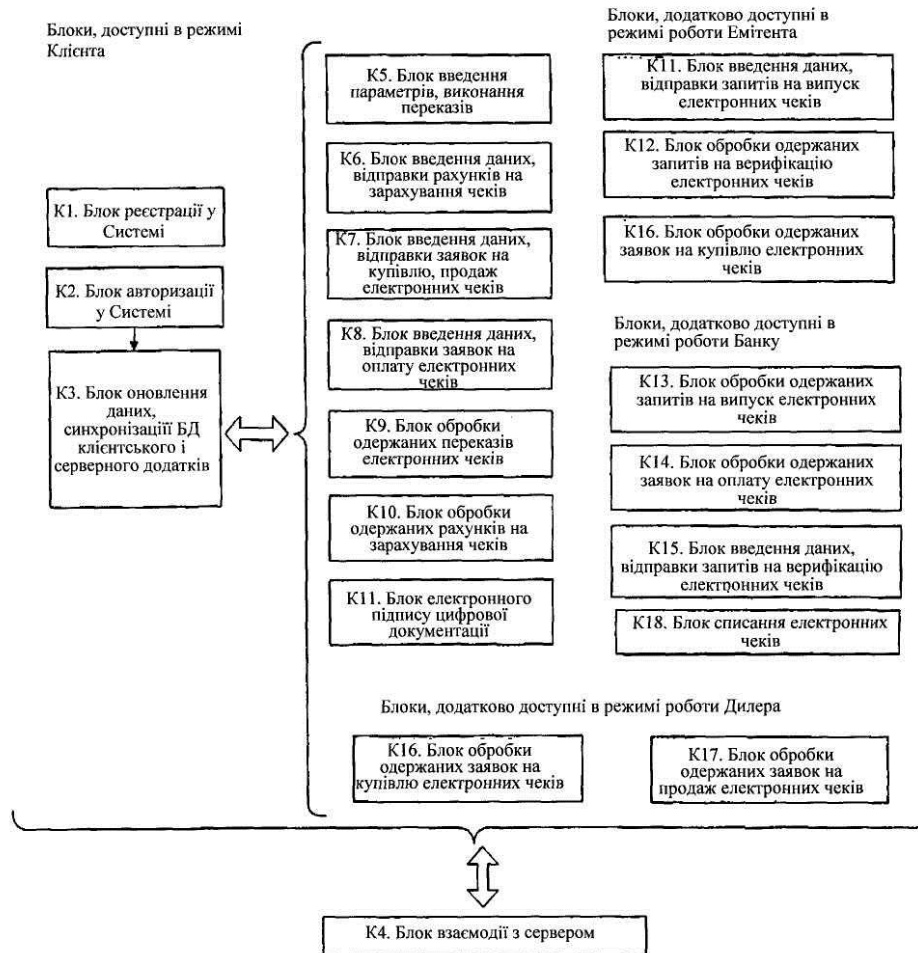 Блоки, доступні в режимі
Клієнта
К1. Блок реєстрації у
Системі
К2. Блок авторизації
у Системі
К3. Блок оновлення
даних,
синхронізаціії БД
клієнтського і
серверного додатків
К5. Блок введення
параметрів, виконання
переказів
К6. Блок введення даних,
відправки рахунків на
зарахування чеків
К7. Блок введення даних,
відправки заявок на
купівлю, продаж
електронних чеків
К8. Блок введення даних,
відправки заявок на
оплату електронних
чеків
К9. Блок обробки
одержаних переказів
електронних чеків
К10. Блок обробки
одержаних рахунків на
зарахування чеків
К11. Блок електронного
підпису цифрової
документації
Блоки, додатково доступні в
режимі роботи Емітента
К11. Блок введення даних,
відправки запитів на випуск
електронних чеків
К12. Блок обробки одержаних
запитів на верифікацію
електронних чеків
К16. Блок обробки одержаних
заявок на купівлю електронних
чеків
Блоки, додатково доступні в
режимі роботи Банку
К13. Блок обробки одержаних
запитів на випуск електронних
чеків
К14. Блок обробки одержаних
заявок на оплату електронних
чеків
К15. Блок введення даних,
відправки запитів на верифікацію
електронних чеків
К18. Блок списання електронних
чеків
Блоки, додатково доступні в режимі роботи Дилера
К16. Блок обробки
одержаних заявок на
купівлю електронних чеків
К17. Блок обробки
одержаних заявок на
продаж електронних чеків
К4. Блок взаємодії з сервером